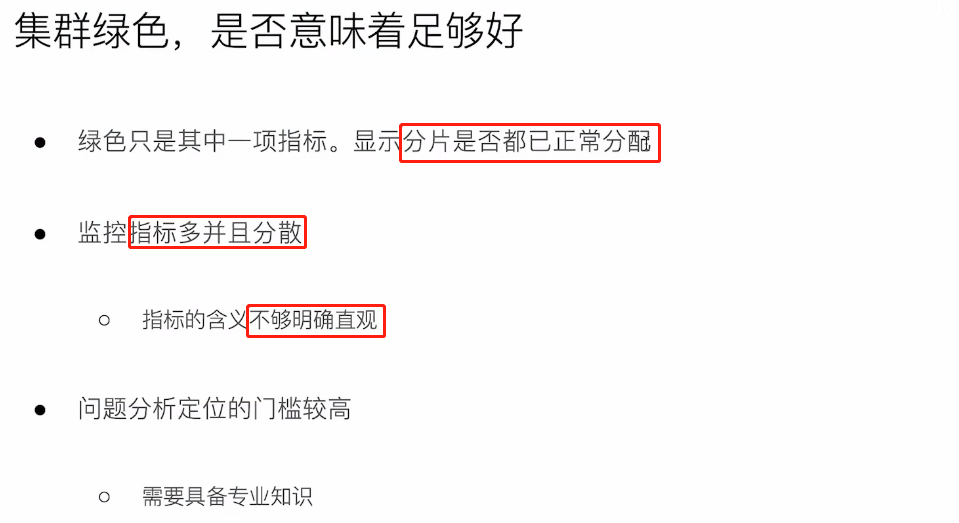 集群绿色，是否意味着足够好
● 绿色只是其中一项指标。显示分片是否都已正常分配
● 监控指标多并且分散
○ 指标的含义不够明确直观
● 问题分析定位的门槛较高
○ 需要具备专业知识